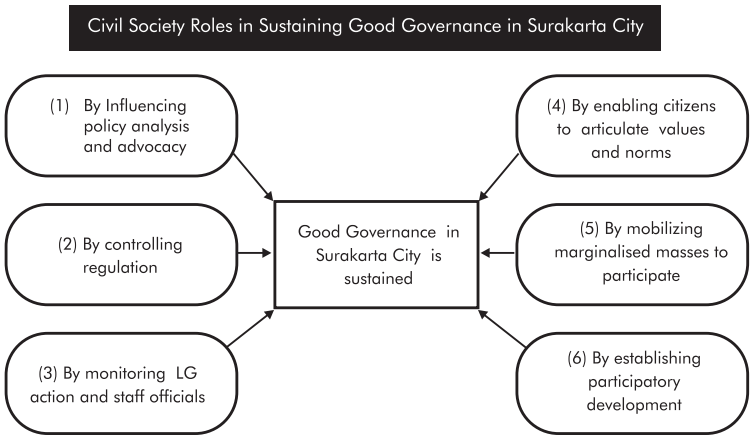 Civil Society Roles in Sustaining Good Governance in Surakarta City
(1) By Influencing
policy analysis
and advocacy
(2) By controlling
regulation
(3) By monitoring LG
action and staff officials
Good Governance in
Surakarta City is
sustained
(4) By enabling citizens
to articulate values
and norms
(5) By mobilizing
marginalised masses to
participate
(6) By establishing
participatory
development